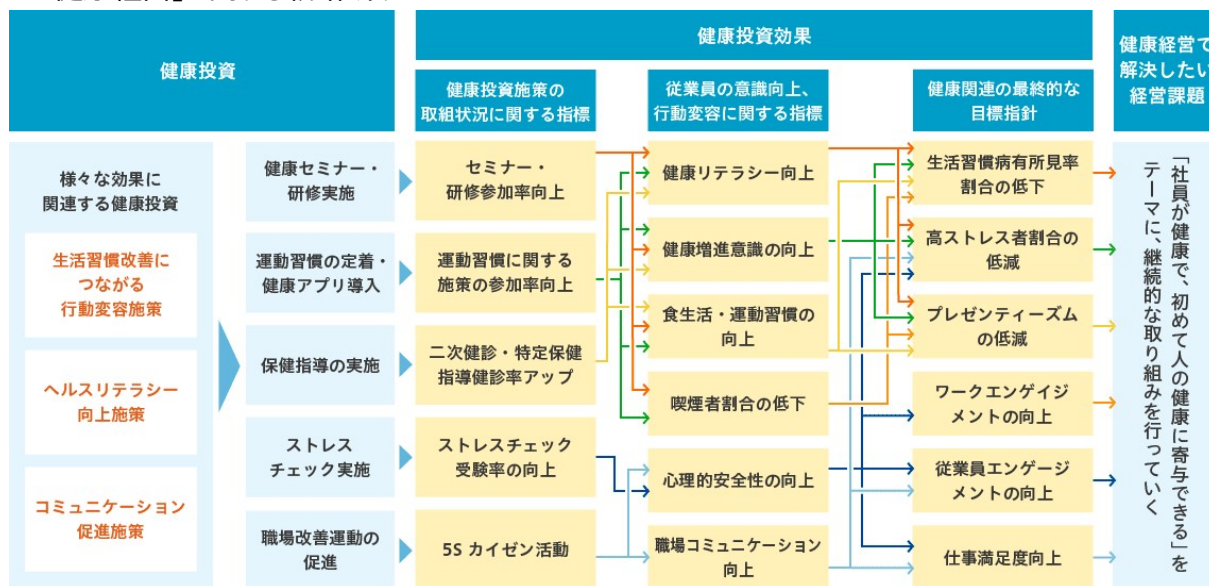 健康投資
健康投資効果
健康経営で
解決したい
経営課題
健康投資施策の
取組状況に関する指標
従業員の意識向上、
行動変容に関する指標
健康関連の最終的な
目標指針
様々な効果に
関連する健康投資
生活習慣改善に
つながる
行動変容施策
ヘルスリテラシー
向上施策
コミュニケーション
促進施策
健康セミナー・
研修実施
運動習慣の定着・
健康アプリ導入
保健指導の実施
ストレス
チェック実施
職場改善運動の
促進
セミナー・
研修参加率向上
運動習慣に関する
施策の参加率向上
二次健診・特定保健
指導健診率アップ
ストレスチェック
受験率の向上
5S カイゼン活動
健康リテラシー向上
健康増進意識の向上
食生活・運動習慣の
向上
喫煙者割合の低下
心理的安全性の向上
職場コミュニケーション
向上
生活習慣病有所見率
割合の低下
高ストレス者割合の
低減
プレゼンティーズム
の低減
ワークエンゲイジ
メントの向上
従業員エンゲージ
メントの向上
仕事満足度向上
「社員が健康で、初めて人の健康に寄与できる」を
テーマに、継続的な取り組みを行っていく